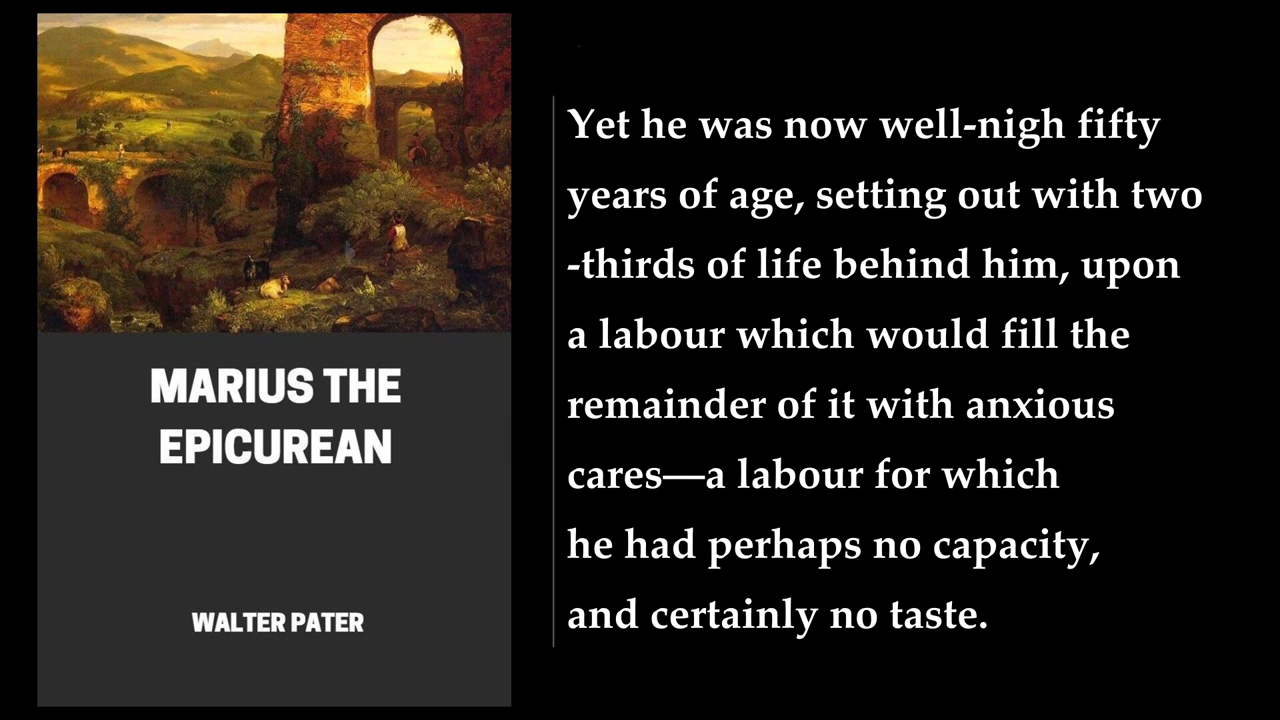 MARIUS THE
EPICUREAN
WALTER PATER
Yet he was now well-nigh fifty
years of age, setting out with two
-thirds of life behind him, upon
a labour which would fill the
remainder of it with anxious
cares—a labour for which
he had perhaps no capacity,
and certainly no taste.